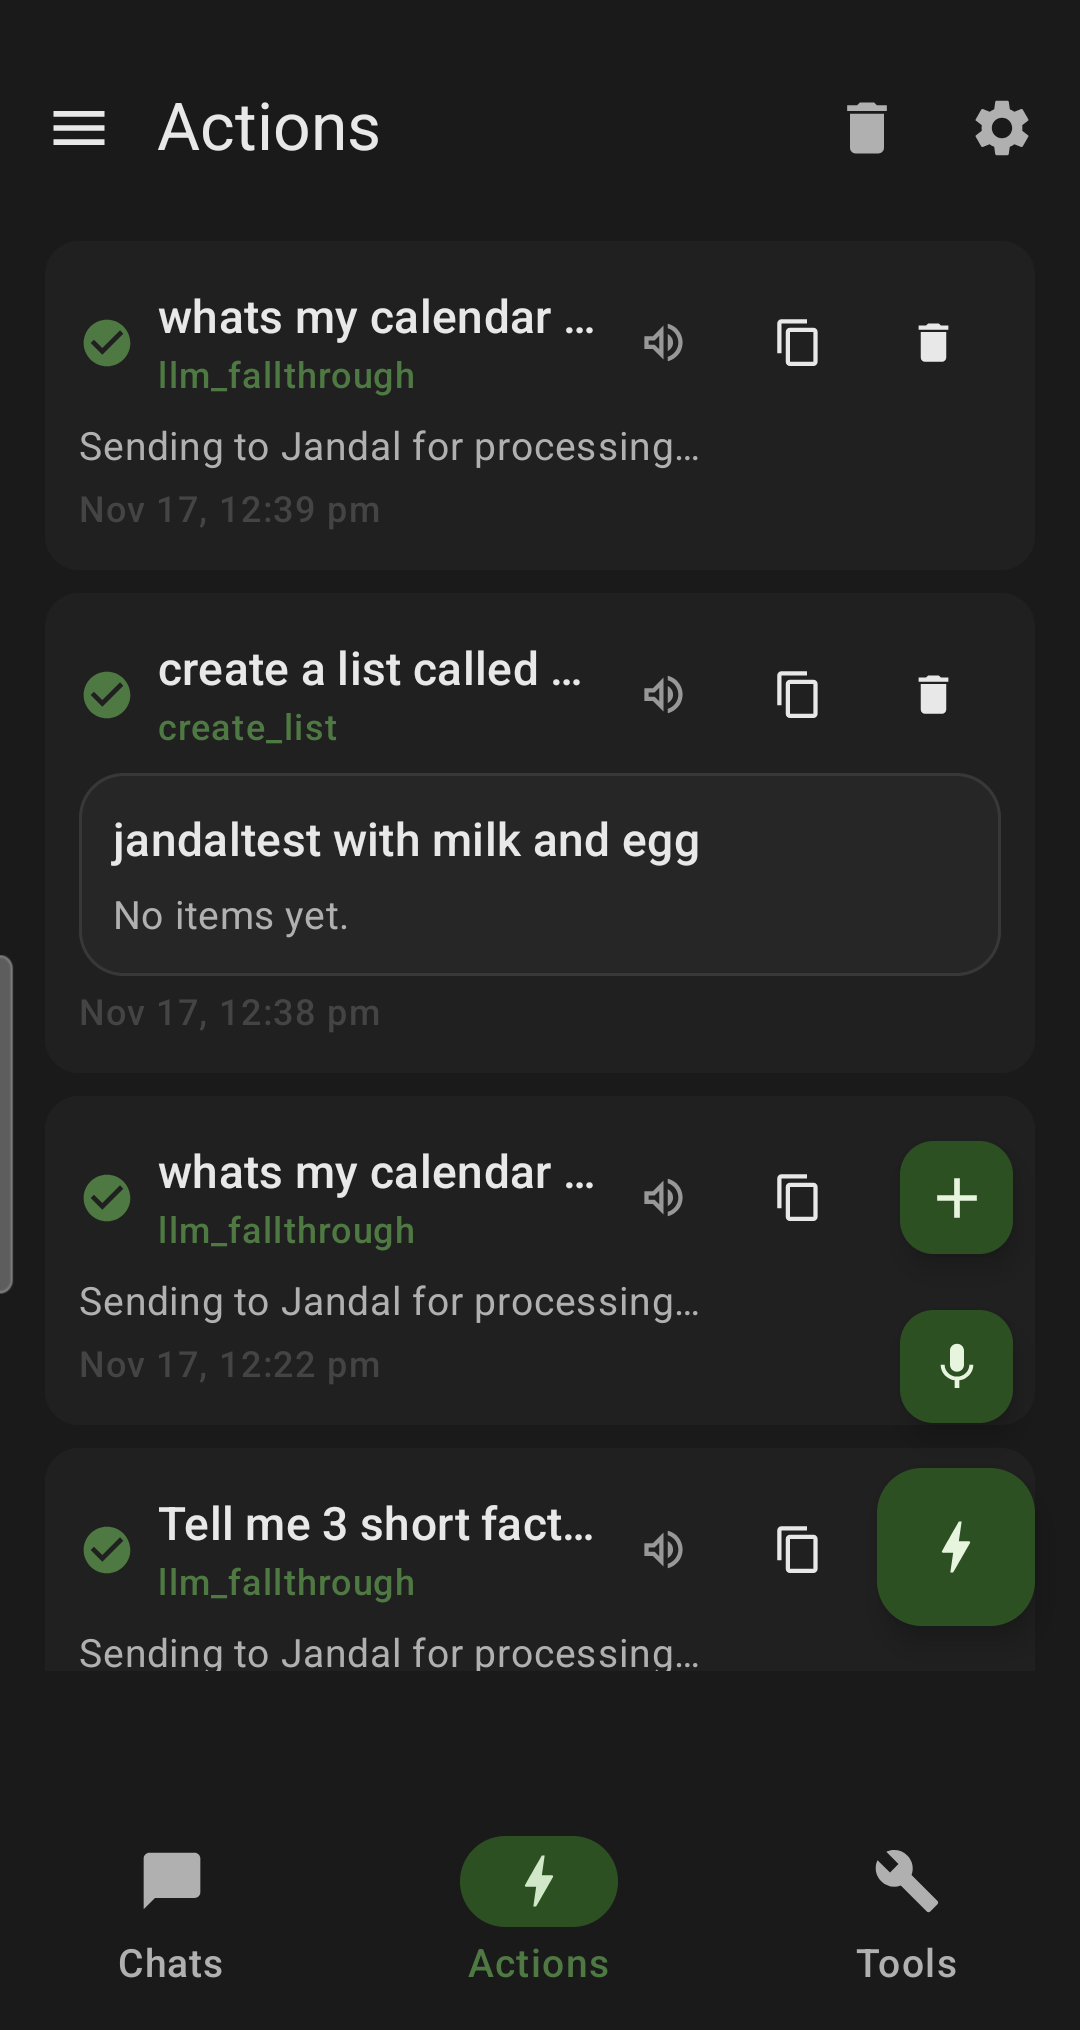 Actions
whats my calendar ...
llm_fallthrough
Sending to Jandal for processing...
Nov 17, 12:39 pm
create a list called ...
create_list
jandaltest with milk and egg
No items yet.
Nov 17, 12:38 pm
whats my calendar ...
llm_fallthrough
Sending to Jandal for processing...
Nov 17, 12:22 pm
Tell me 3 short fact...
llm_fallthrough
Sending to Jandal for processing...
Chats
Actions
Tools